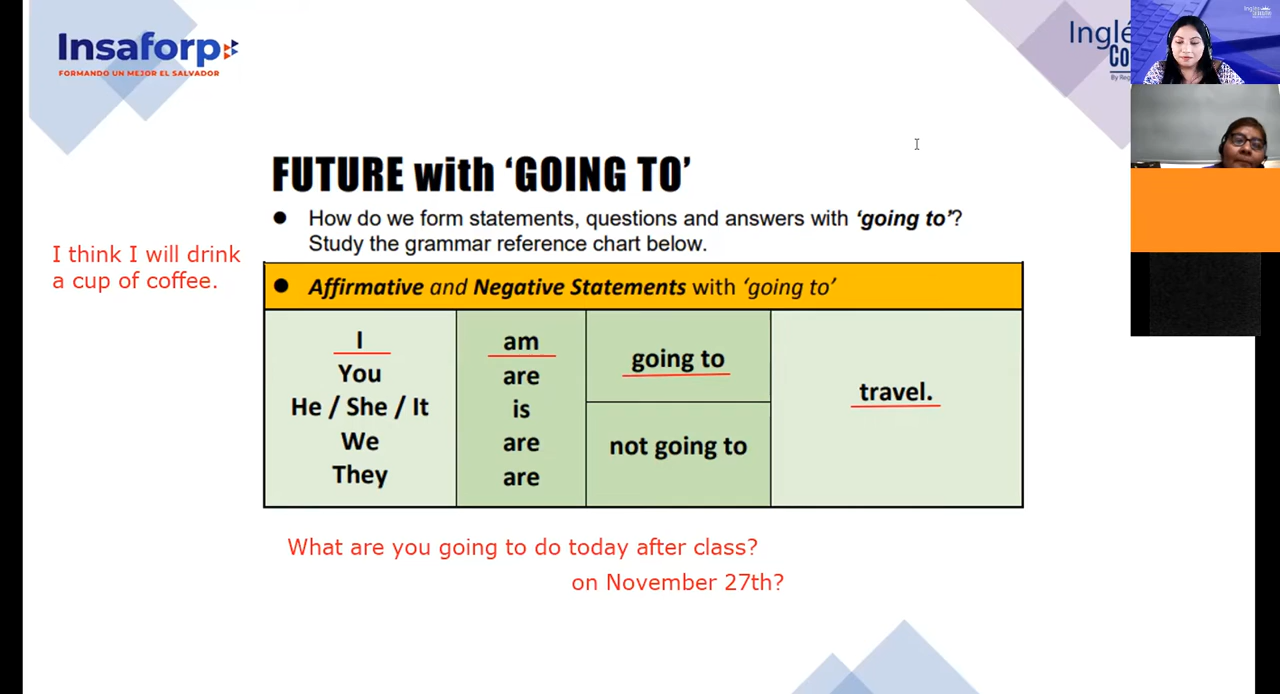 Insaforp
FORMANDO UN MEJOR EL SALVADOR
FUTURE with ‘GOING TO’
● How do we form statements, questions and answers with ‘going to’?
Study the grammar reference chart below.
I think I will drink
a cup of coffee.
● Affirmative and Negative Statements with ‘going to’
I
You
He / She / It
We
They
am
are
is
are
are
going to
not going to
travel.
What are you going to do today after class?
on November 27th?